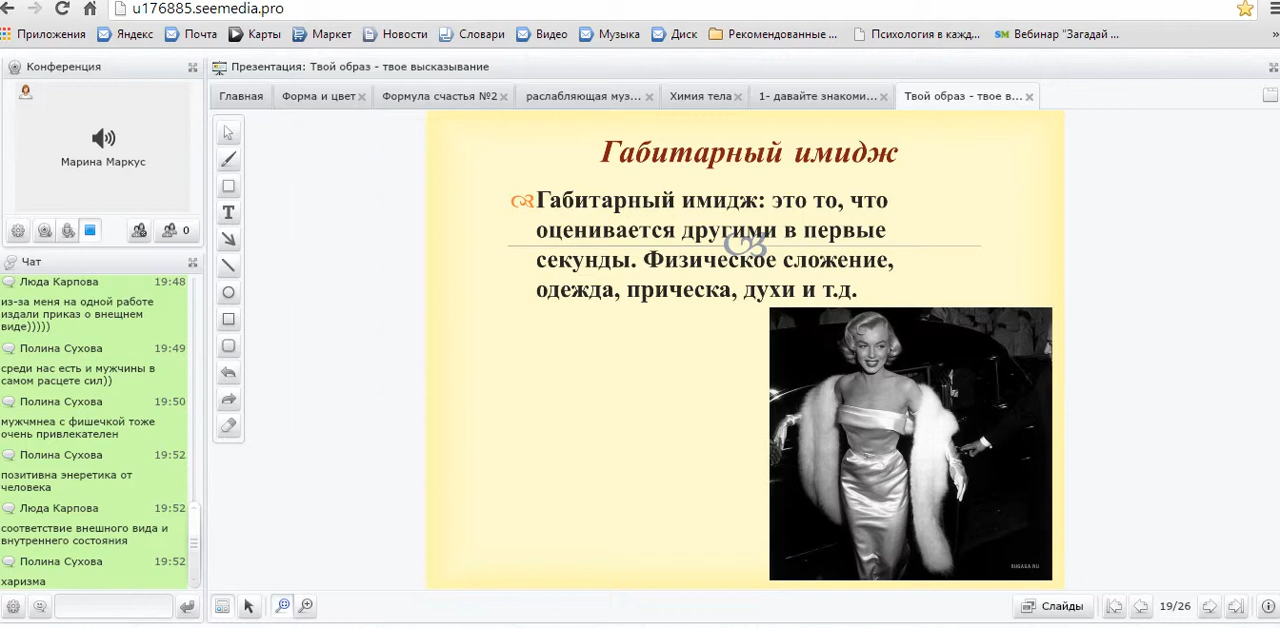 u176885.seemedia.pro
Приложения Яндекс Почта Карты Маркет Новости Словари Видео Музыка Диск Рекомендованные ... Психология в кажд... SM Вебинар "Загадай ... »
Конференция
Презентация: Твой образ - твое высказывание
Главная Форма и цвет Формула счастья №2 раслабляющая муз... Химия тела 1- давайте знакоми... Твой образ - твое в...
Марина Маркус
0
Чат
Люда Карпова 19:48
из-за меня на одной работе
издали приказ о внещнем
виде)))))
Полина Сухова 19:49
среди нас есть и мужчины в
самом расцете сил))
Полина Сухова 19:50
мужчмнеа с фишечкой тоже
очень привлекателен
Полина Сухова 19:52
позитивна энеретика от
человека
Люда Карпова 19:52
соответствие внешного вида и
внутреннего состояния
Полина Сухова 19:52
харизма
T
Габитарный имидж
Габитарный имидж: это то, что
оценивается другими в первые
секунды. Физическое сложение,
одежда, прическа, духи и т.д.
Слайды 19/26